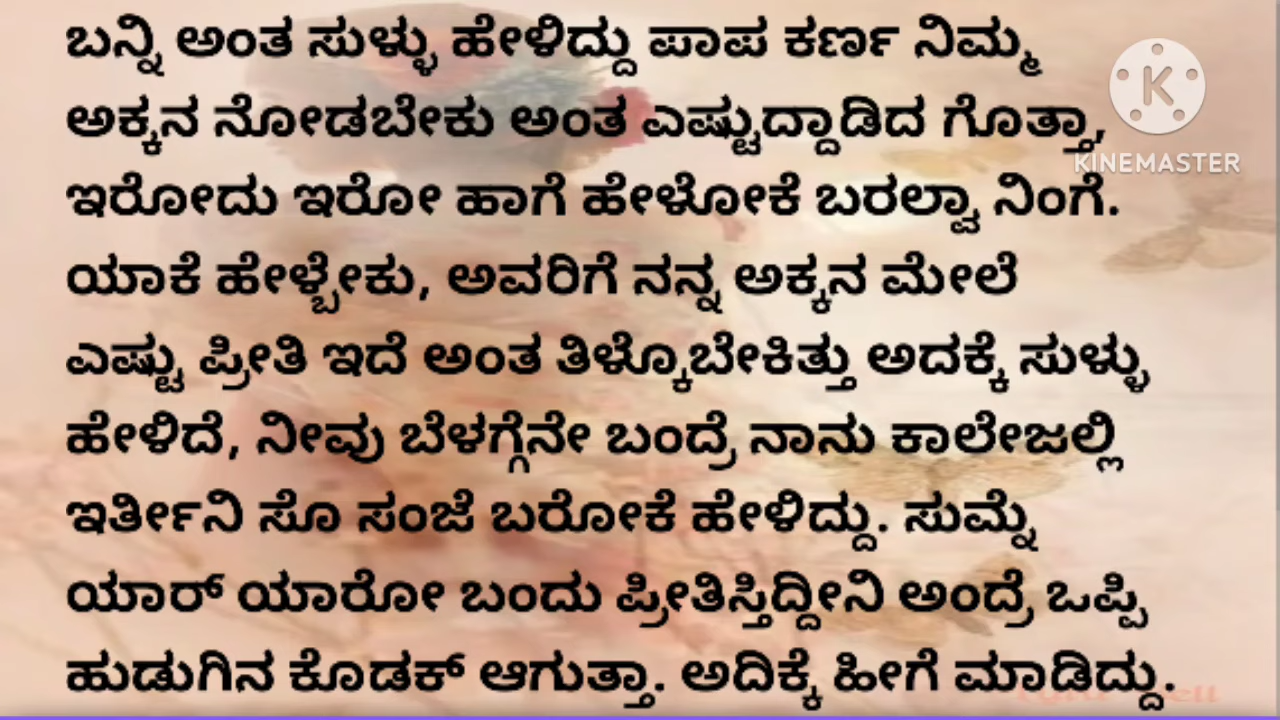 ಬನ್ನಿ ಅಂತ ಸುಳ್ಳು ಹೇಳಿದ್ದು ಪಾಪ ಕರ್ಣ ನಿಮ್ಮ
ಅಕ್ಕನ ನೋಡಬೇಕು ಅಂತ ಎಷ್ಟುದ್ದಾಡಿದ ಗೊತ್ತಾ,
ಇರೋದು ಇರೋ ಹಾಗೆ ಹೇಳೋಕೆ ಬರಲ್ವಾ ನಿಂಗೆ.
ಯಾಕೆ ಹೇಳ್ಬೇಕು, ಅವರಿಗೆ ನನ್ನ ಅಕ್ಕನ ಮೇಲೆ
ಎಷ್ಟು ಪ್ರೀತಿ ಇದೆ ಅಂತ ತಿಳ್ಕೊಬೇಕಿತ್ತು ಅದಕ್ಕೆ ಸುಳ್ಳು
ಹೇಳಿದೆ, ನೀವು ಬೆಳಗ್ಗೆನೇ ಬಂದ್ರೆ ನಾನು ಕಾಲೇಜಲ್ಲಿ
ಇರ್ತೀನಿ ಸೊ ಸಂಜೆ ಬರೋಕೆ ಹೇಳಿದ್ದು. ಸುಮ್ನೆ
ಯಾರ್ ಯಾರೋ ಬಂದು ಪ್ರೀತಿಸ್ತಿದ್ದೀನಿ ಅಂದ್ರೆ ಒಪ್ಪಿ
ಹುಡುಗಿನ ಕೊಡಕ್ ಆಗುತ್ತಾ. ಅದಿಕ್ಕೆ ಹೀಗೆ ಮಾಡಿದ್ದು.
KINEMASTER